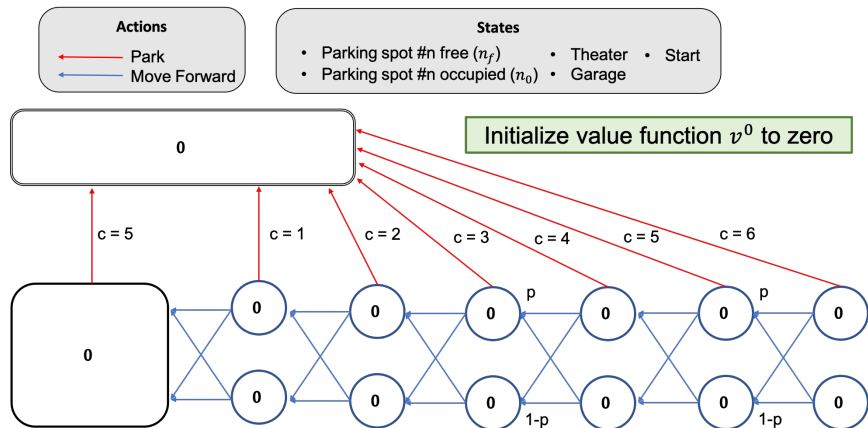 Actions
Park
Move Forward
States
• Parking spot #n free (n_f)
• Parking spot #n occupied (n_0)
• Theater
• Garage
• Start
0
Initialize value function v^0 to zero
c = 5
c = 1
c = 2
c = 3
c = 4
c = 5
c = 6
p
p
0
0
0
0
0
0
0
0
0
0
0
0
0
1-p
1-p